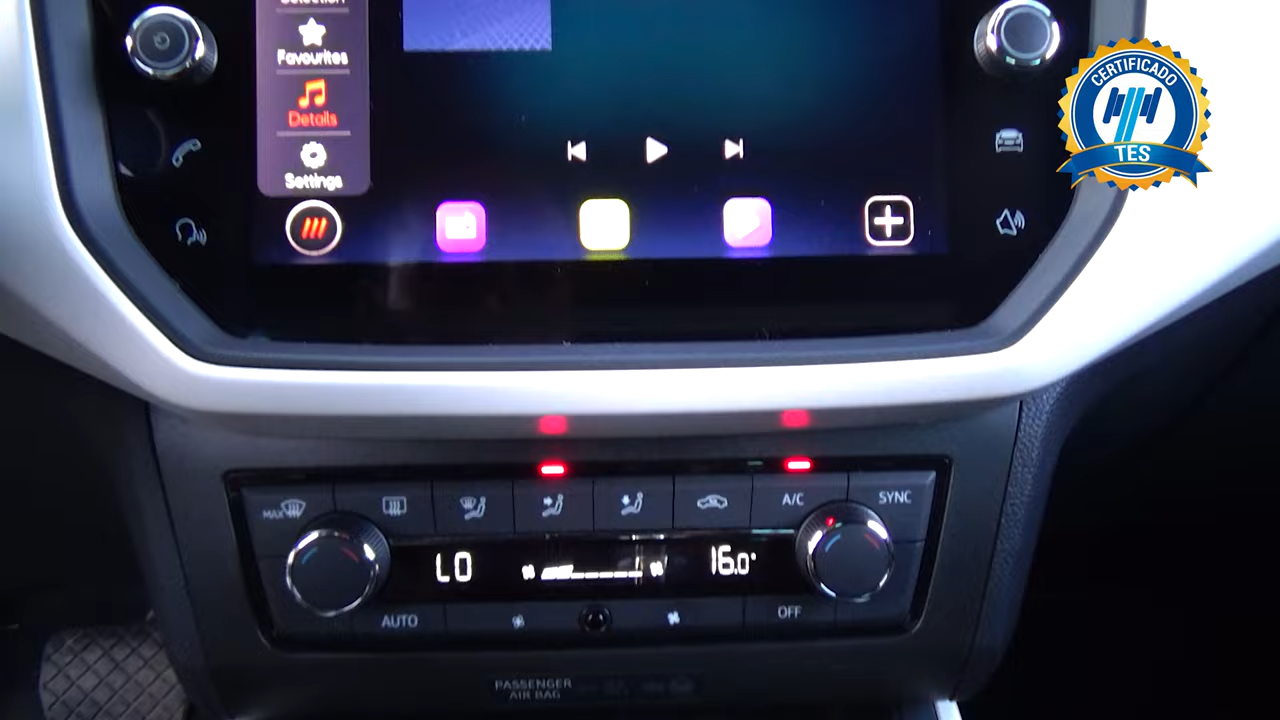 Favourites
Details
Settings
CERTIFICADO
TES
MAX
A/C
SYNC
LO
16.0°
AUTO
OFF
PASSENGER
AIR BAG